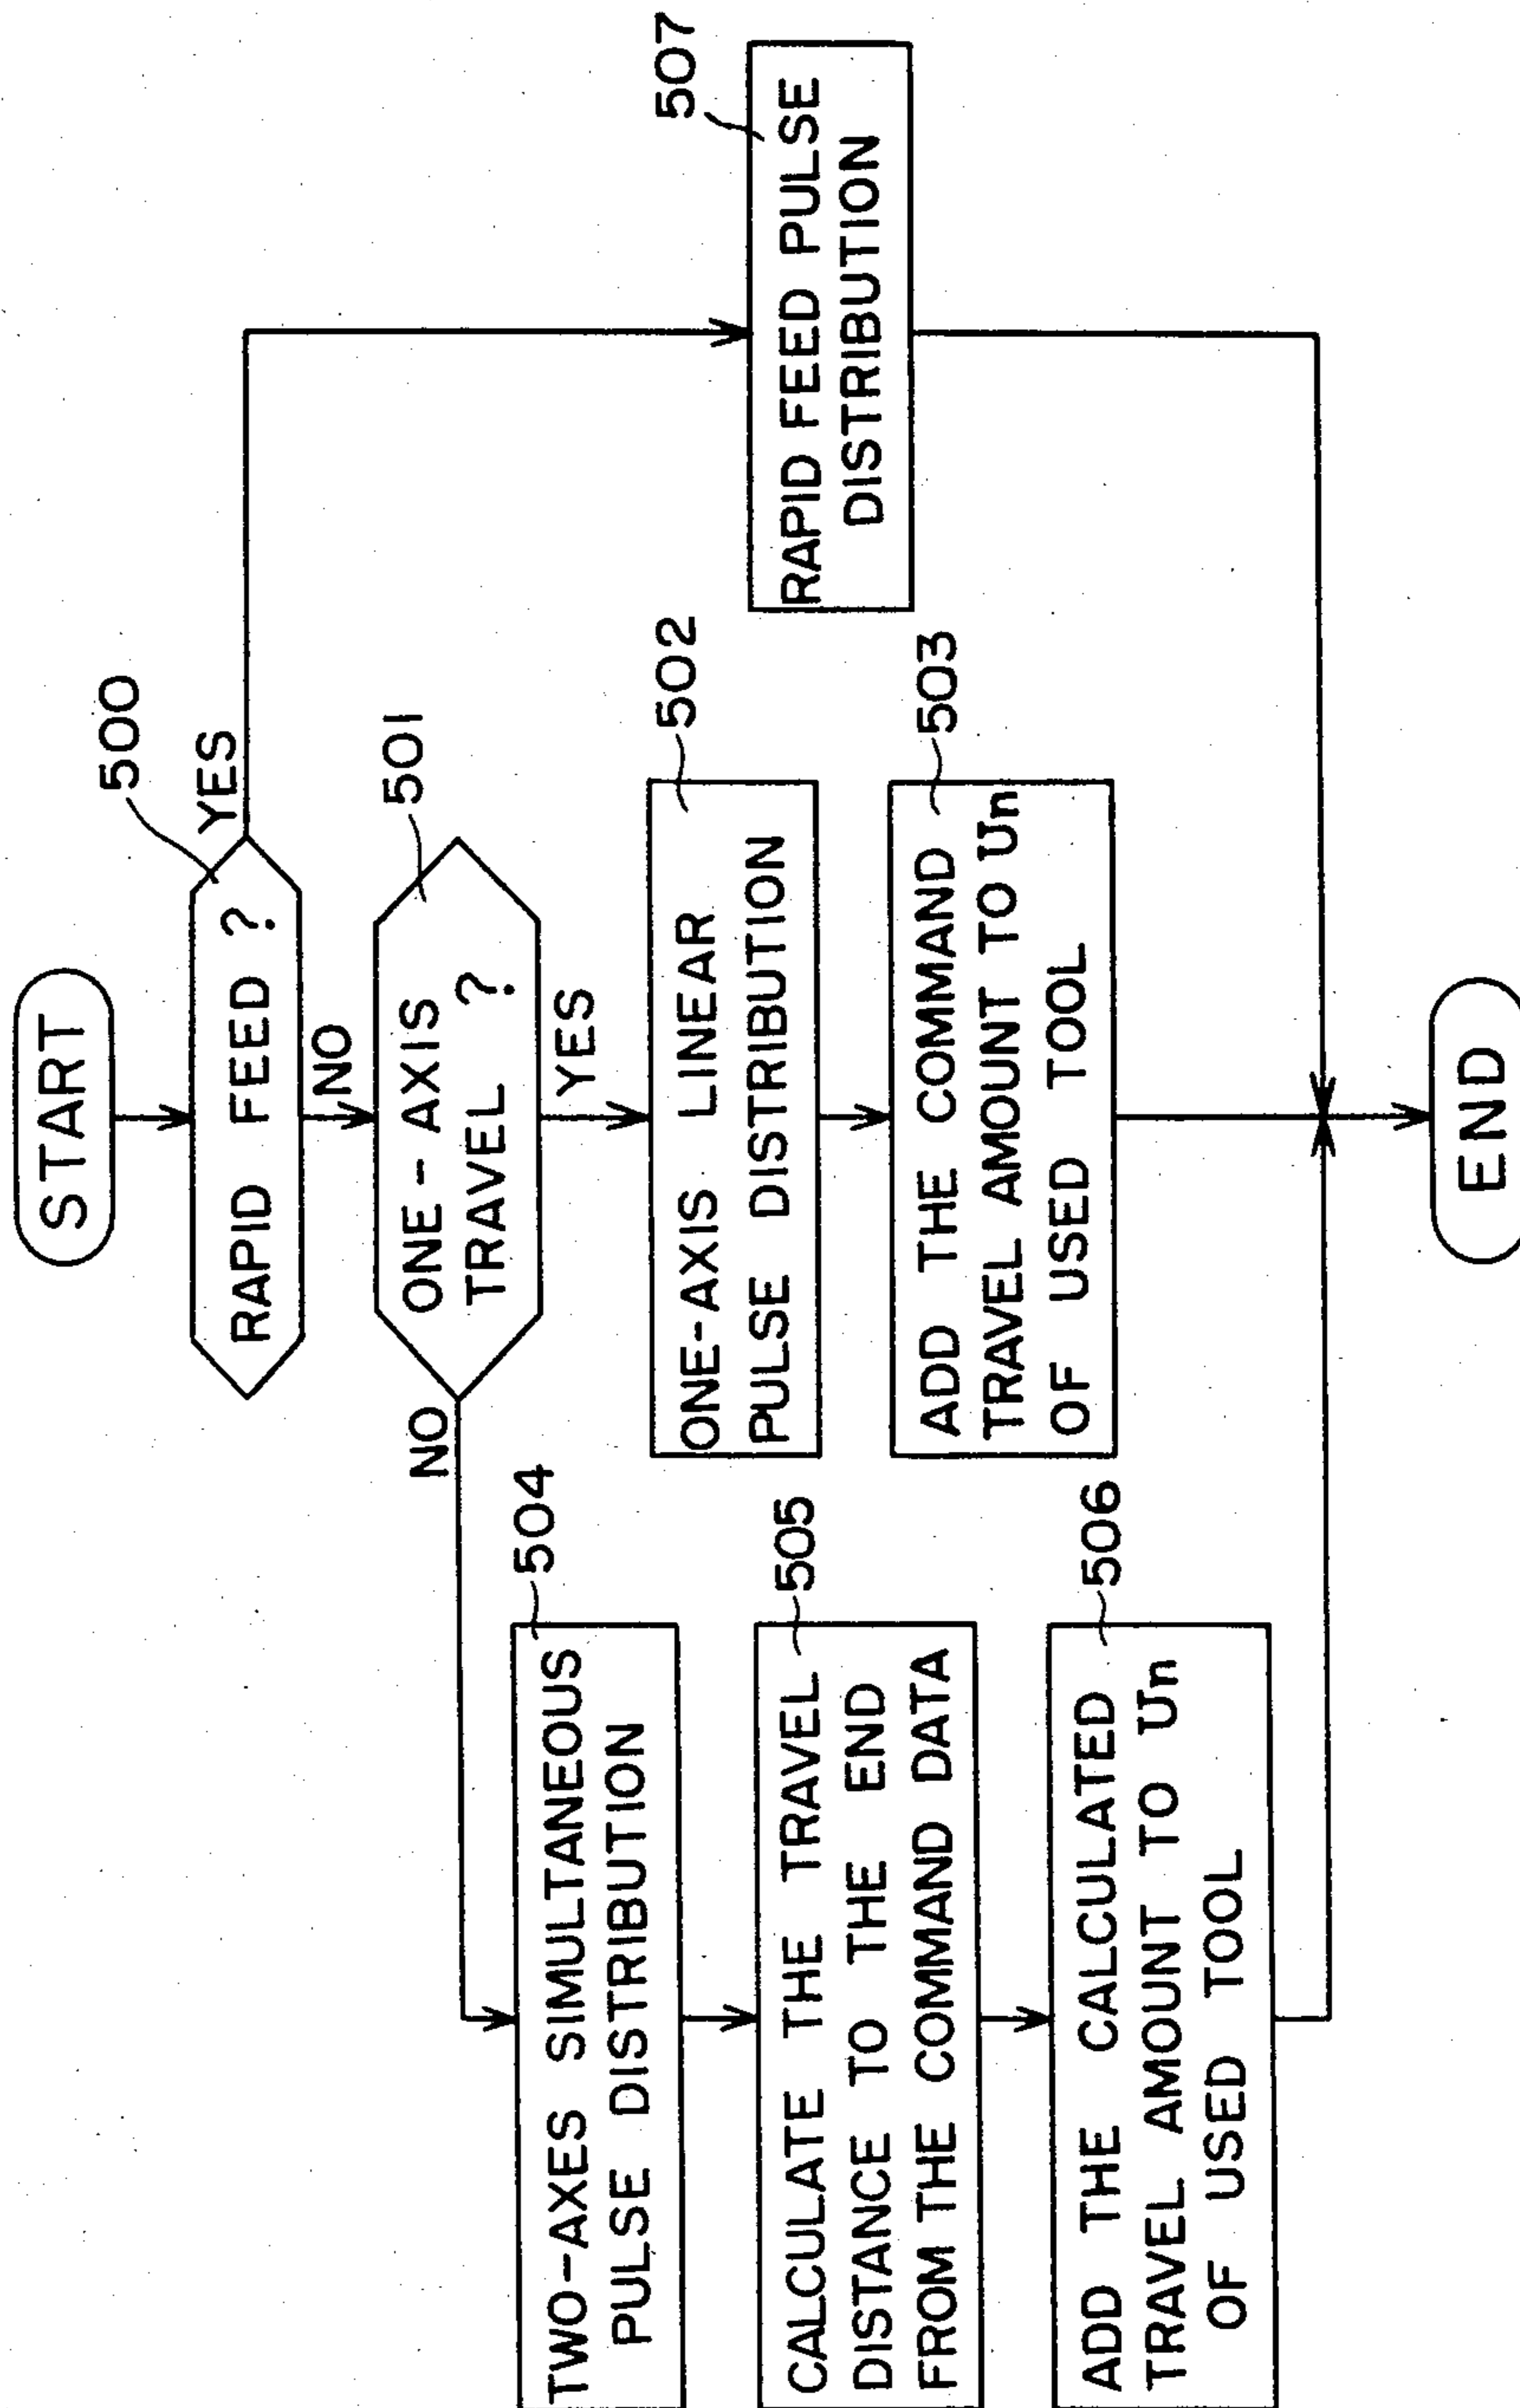 START
500
RAPID FEED ?
YES
NO
501
ONE-AXIS
TRAVEL ?
NO
YES
502
ONE-AXIS LINEAR
PULSE DISTRIBUTION
503
ADD THE COMMAND
TRAVEL AMOUNT TO Un
OF USED TOOL
504
TWO-AXES SIMULTANEOUS
PULSE DISTRIBUTION
505
CALCULATE THE TRAVEL
DISTANCE TO THE END
FROM THE COMMAND DATA
506
ADD THE CALCULATED
TRAVEL AMOUNT TO Un
OF USED TOOL
507
RAPID FEED PULSE
DISTRIBUTION
END